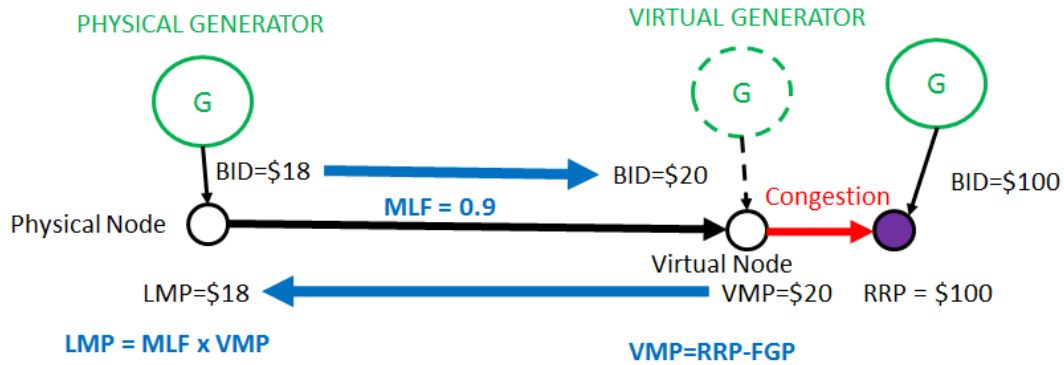 PHYSICAL GENERATOR
VIRTUAL GENERATOR
G
G
G
BID=$18
BID=$20
BID=$100
MLF = 0.9
Congestion
Physical Node
Virtual Node
LMP=$18
VMP=$20
RRP = $100
LMP = MLF x VMP
VMP=RRP-FGP